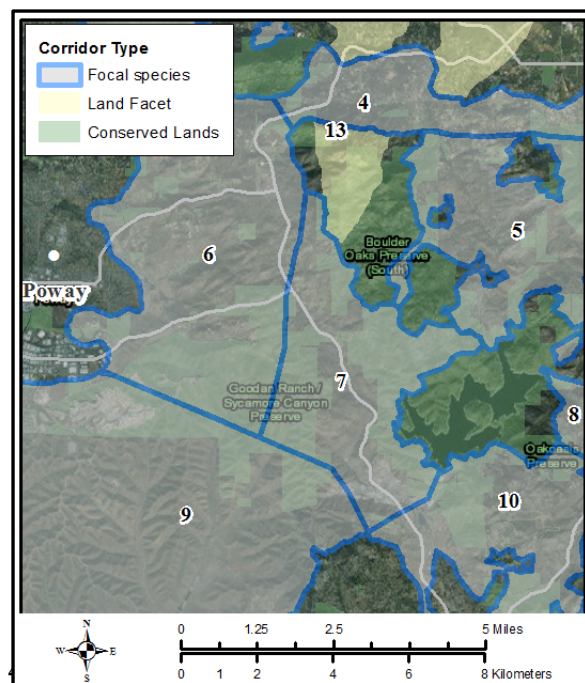 Corridor Type
Focal species
Land Facet
Conserved Lands
4
13
5
6
Boulder
Oaks Preserve
(South)
Poway
7
Goodan Ranch /
Sycamore Canyon
Preserve
8
Oakoasis
Preserve
10
9
N
W E
S
0 1.25 2.5 5 Miles
0 1 2 4 6 8 Kilometers
4